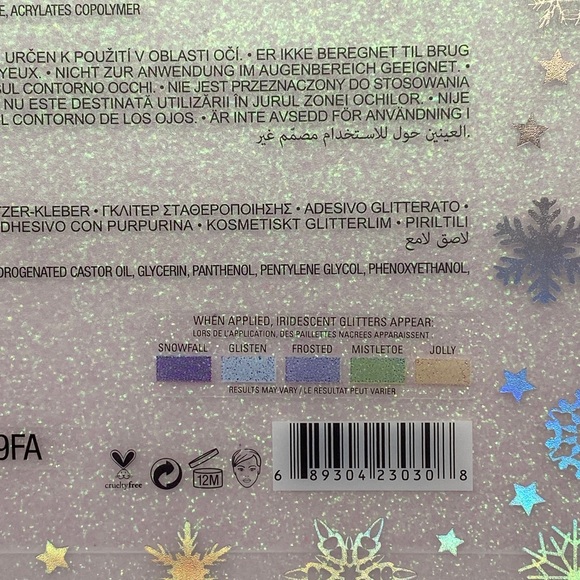 E, ACRYLATES COPOLYMER
URČEN K POUŽITÍ V OBLASTI OČÍ. • ER IKKE BEREGNET TIL BRUG
YEUX. • NICHT ZUR ANWENDUNG IM AUGENBEREICH GEEIGNET. •
SUL CONTORNO OCCHI. • NIE JEST PRZEZNACZONY DO STOSOWANIA
NU ESTE DESTINATĂ UTILIZĂRII ÎN JURUL ZONEI OCHILOR. • NIJE
L CONTORNO DE LOS OJOS. • ÄR INTE AVSEDD FÖR ANVÄNDNING I
العينين حول للاستخدام مصمّم غير.
TZER-KLEBER • ΓΚΛΙΤΕΡ ΣΤΑΘΕΡΟΠΟΙΗΣΗΣ • ADESIVO GLITTERATO •
ADHESIVO CON PURPURINA • KOSMETISKT GLITTERLIM • PIRILTILI
لاصق لامع
DROGENATED CASTOR OIL, GLYCERIN, PANTHENOL, PENTYLENE GLYCOL, PHENOXYETHANOL,
WHEN APPLIED, IRIDESCENT GLITTERS APPEAR:
LORS DE L'APPLICATION, DES PAILLETTES NACRÉES APPARAISSENT:
SNOWFALL GLISTEN FROSTED MISTLETOE JOLLY
RESULTS MAY VARY / LE RÉSULTAT PEUT VARIER
9FA
crueltyfree
12M
6 89304 23030 8